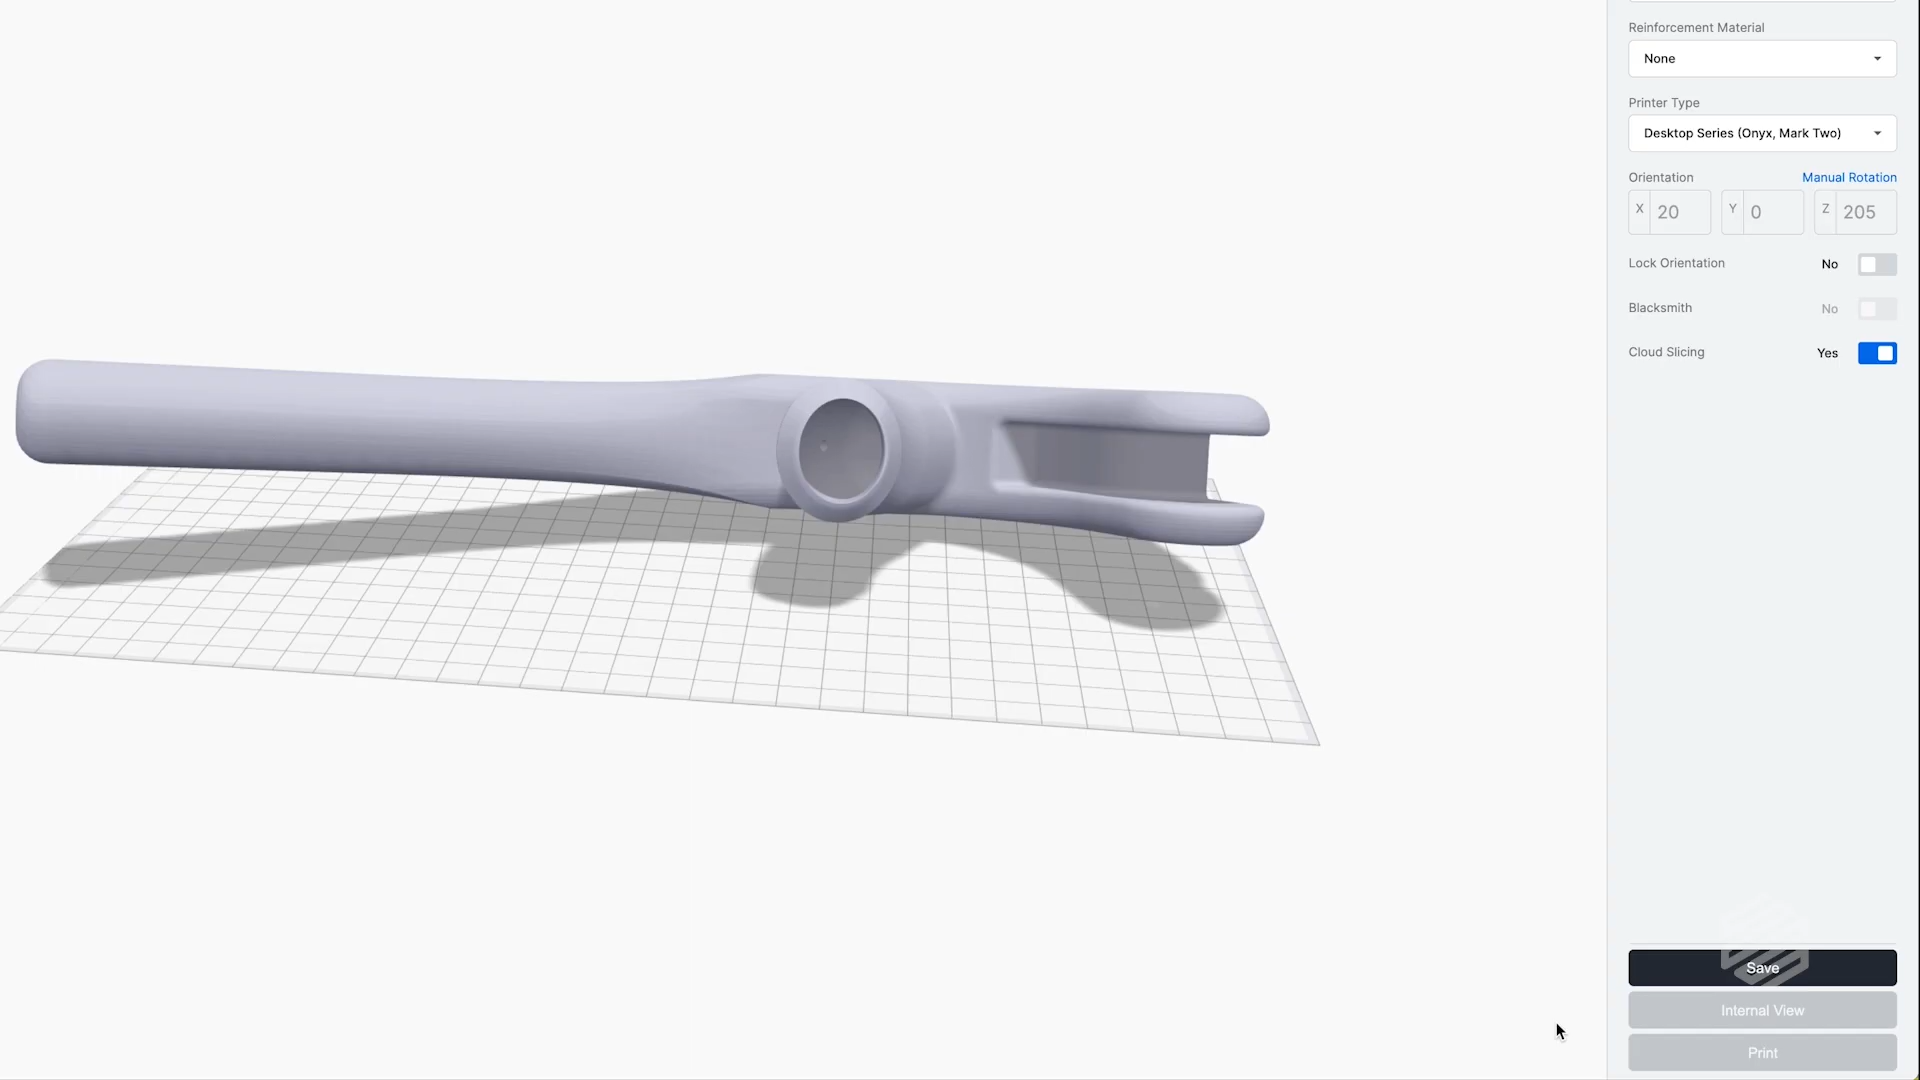 Reinforcement Material
None
Printer Type
Desktop Series (Onyx, Mark Two)
Orientation Manual Rotation
X 20 Y 0 Z 205
Lock Orientation No
Blacksmith No
Cloud Slicing Yes
Save
Internal View
Print